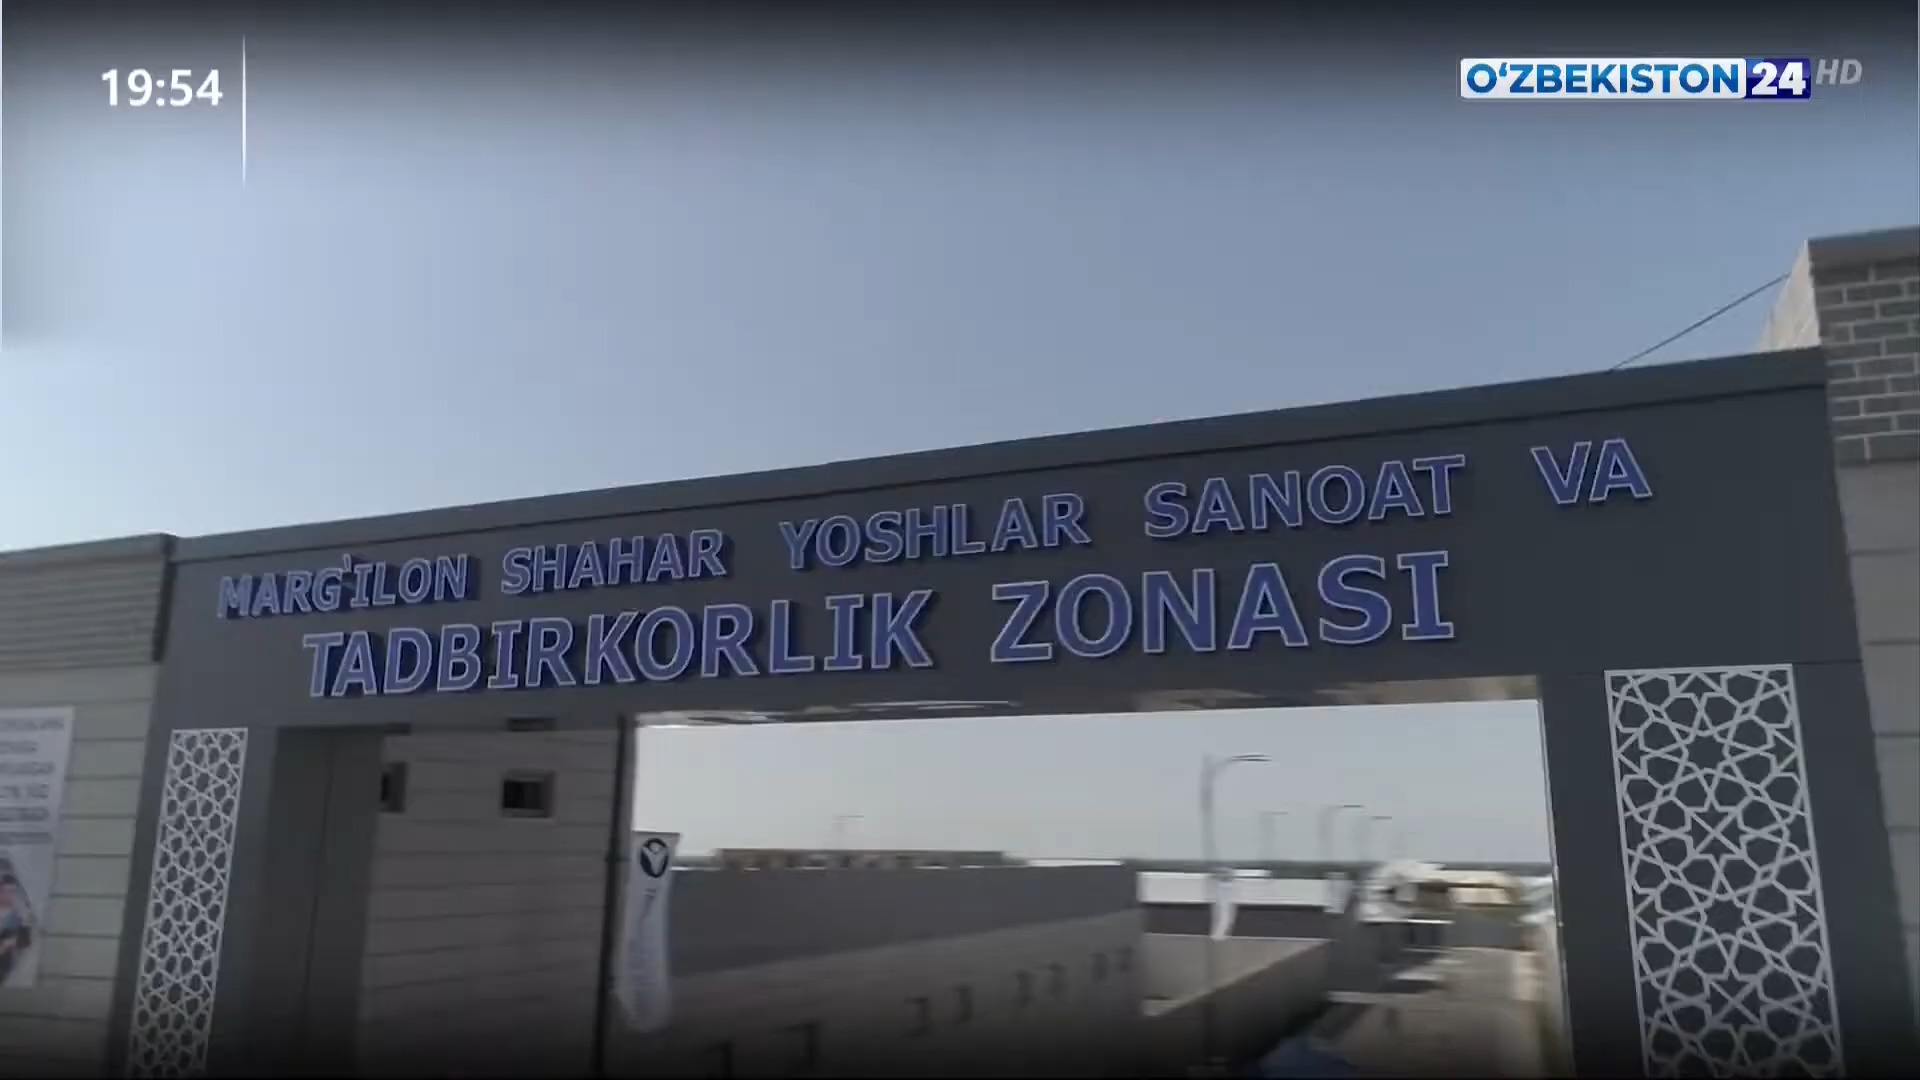 19:54
O‘ZBEKISTON 24 HD
MARG'ILON SHAHAR YOSHLAR SANOAT VA
TADBIRKORLIK ZONASI